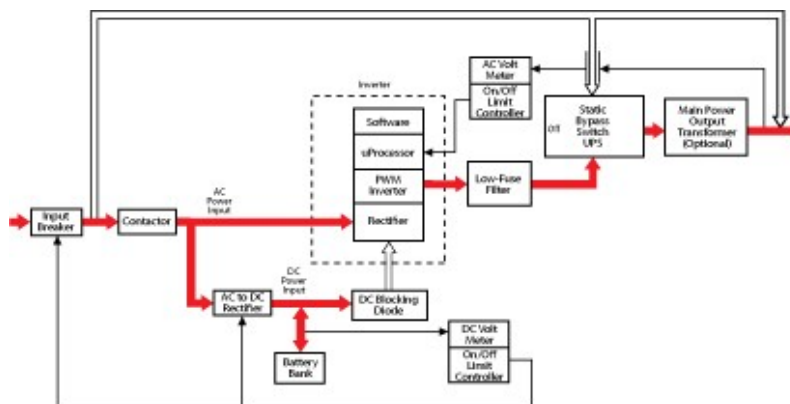 Inverter
Software
uProcessor
PWM
Inverter
Rectifier
AC Volt
Meter
On/Off
Limit
Controller
Off
Static
Bypass
Switch
UPS
Main Power
Output
Transformer
(Optional)
Low-Fuse
Filter
Input
Breaker
Contactor
AC
Power
Input
AC to DC
Rectifier
DC
Power
Input
DC Blocking
Diode
Battery
Bank
DC Volt
Meter
On/Off
Limit
Controller